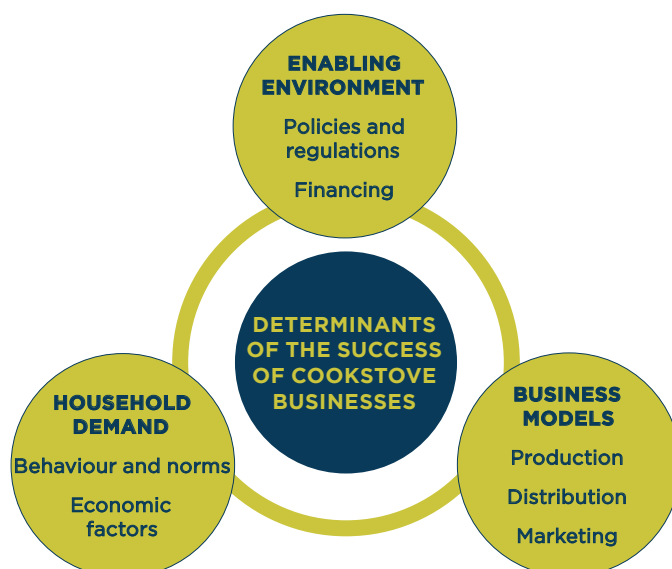 ENABLING
ENVIRONMENT
Policies and
regulations
Financing
DETERMINANTS
OF THE SUCCESS
OF COOKSTOVE
BUSINESSES
HOUSEHOLD
DEMAND
Behaviour and norms
Economic
factors
BUSINESS
MODELS
Production
Distribution
Marketing